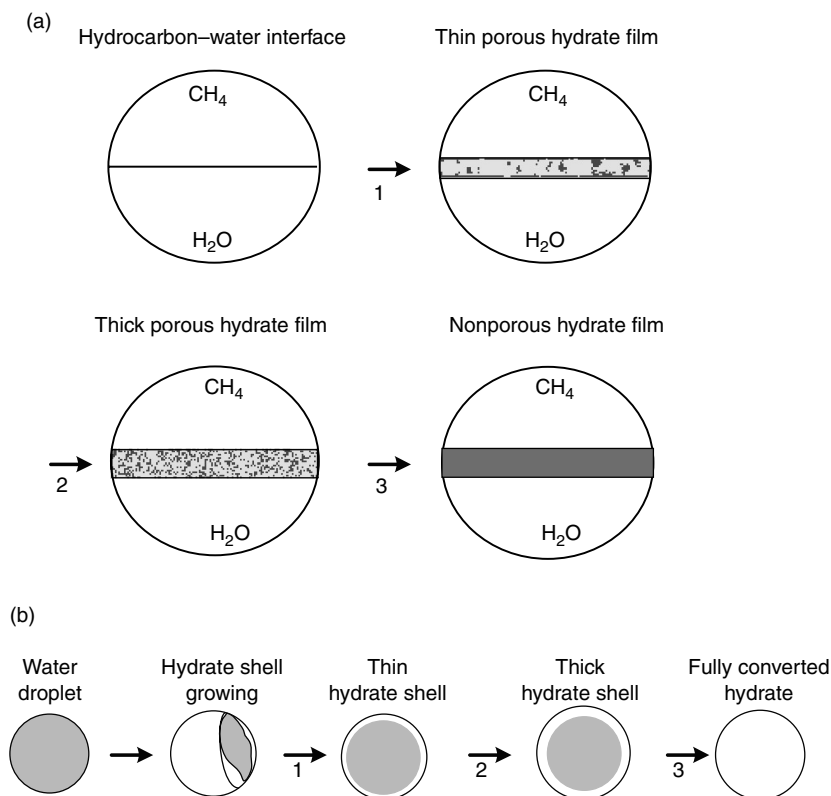 (a)
Hydrocarbon–water interface
Thin porous hydrate film
CH₄
CH₄
1
H₂O
H₂O
Thick porous hydrate film
Nonporous hydrate film
CH₄
CH₄
2
3
H₂O
H₂O
(b)
Water droplet
Hydrate shell growing
Thin hydrate shell
Thick hydrate shell
Fully converted hydrate
1
2
3